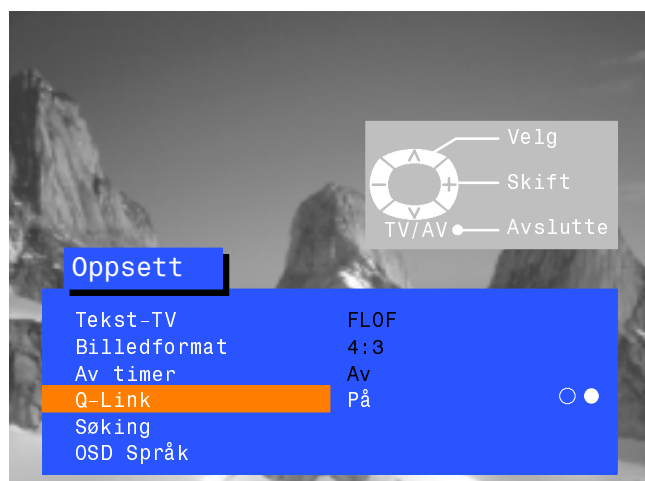 Velg
Skift
TV/AV Avslutte
Oppsett
Tekst-TV FLOF
Billedformat 4:3
Av timer Av
Q-Link På
Søking
OSD Språk